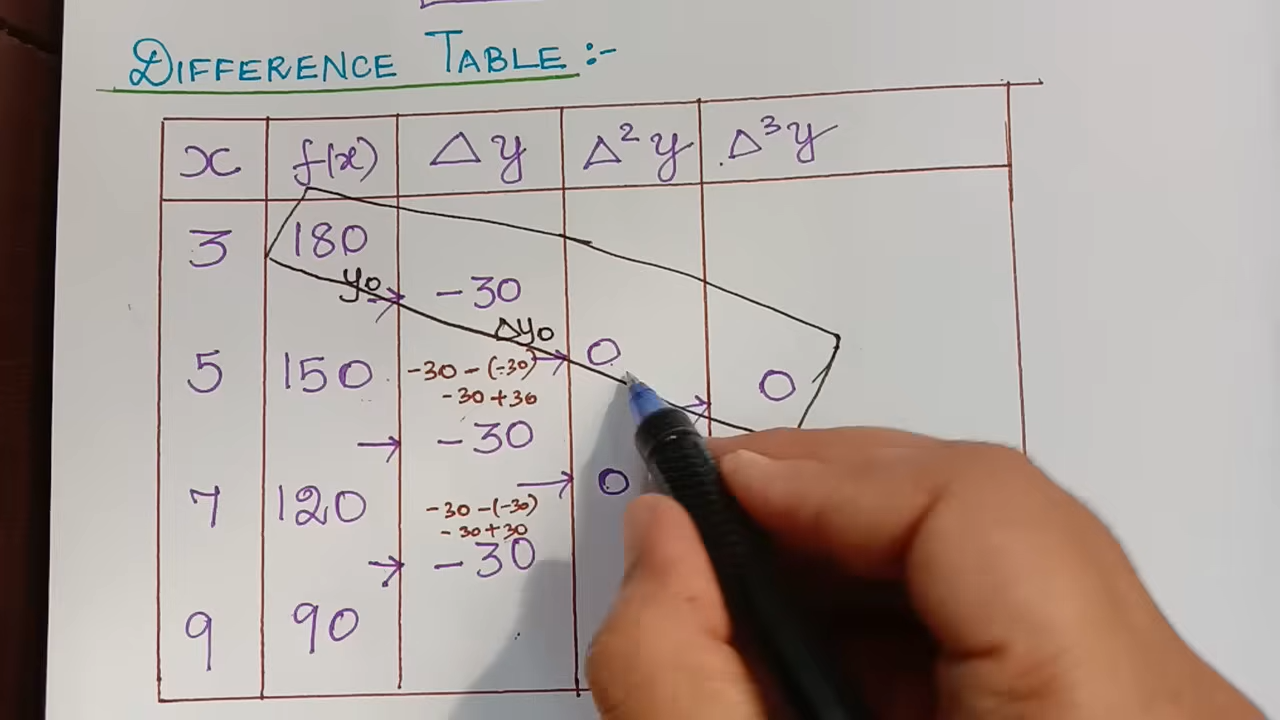 DIFFERENCE TABLE :-
x f(x) Δy Δ²y Δ³y
3 180
y₀ → -30
Δy₀
5 150 -30 - (-30) → 0
-30 + 30 → 0
→ -30
7 120 -30 - (-30) → 0
-30 + 30
→ -30
9 90